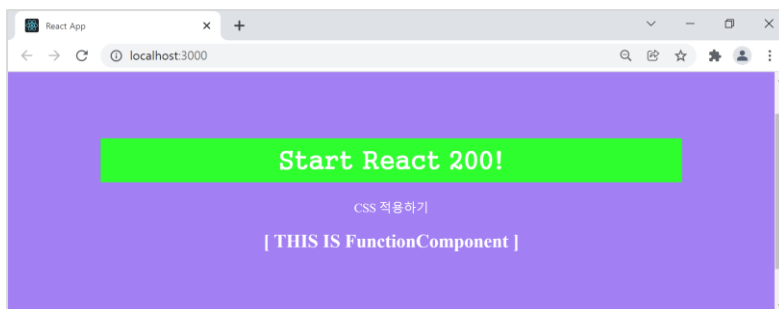 React App
localhost:3000
Start React 200!
CSS 적용하기
[ THIS IS FunctionComponent ]